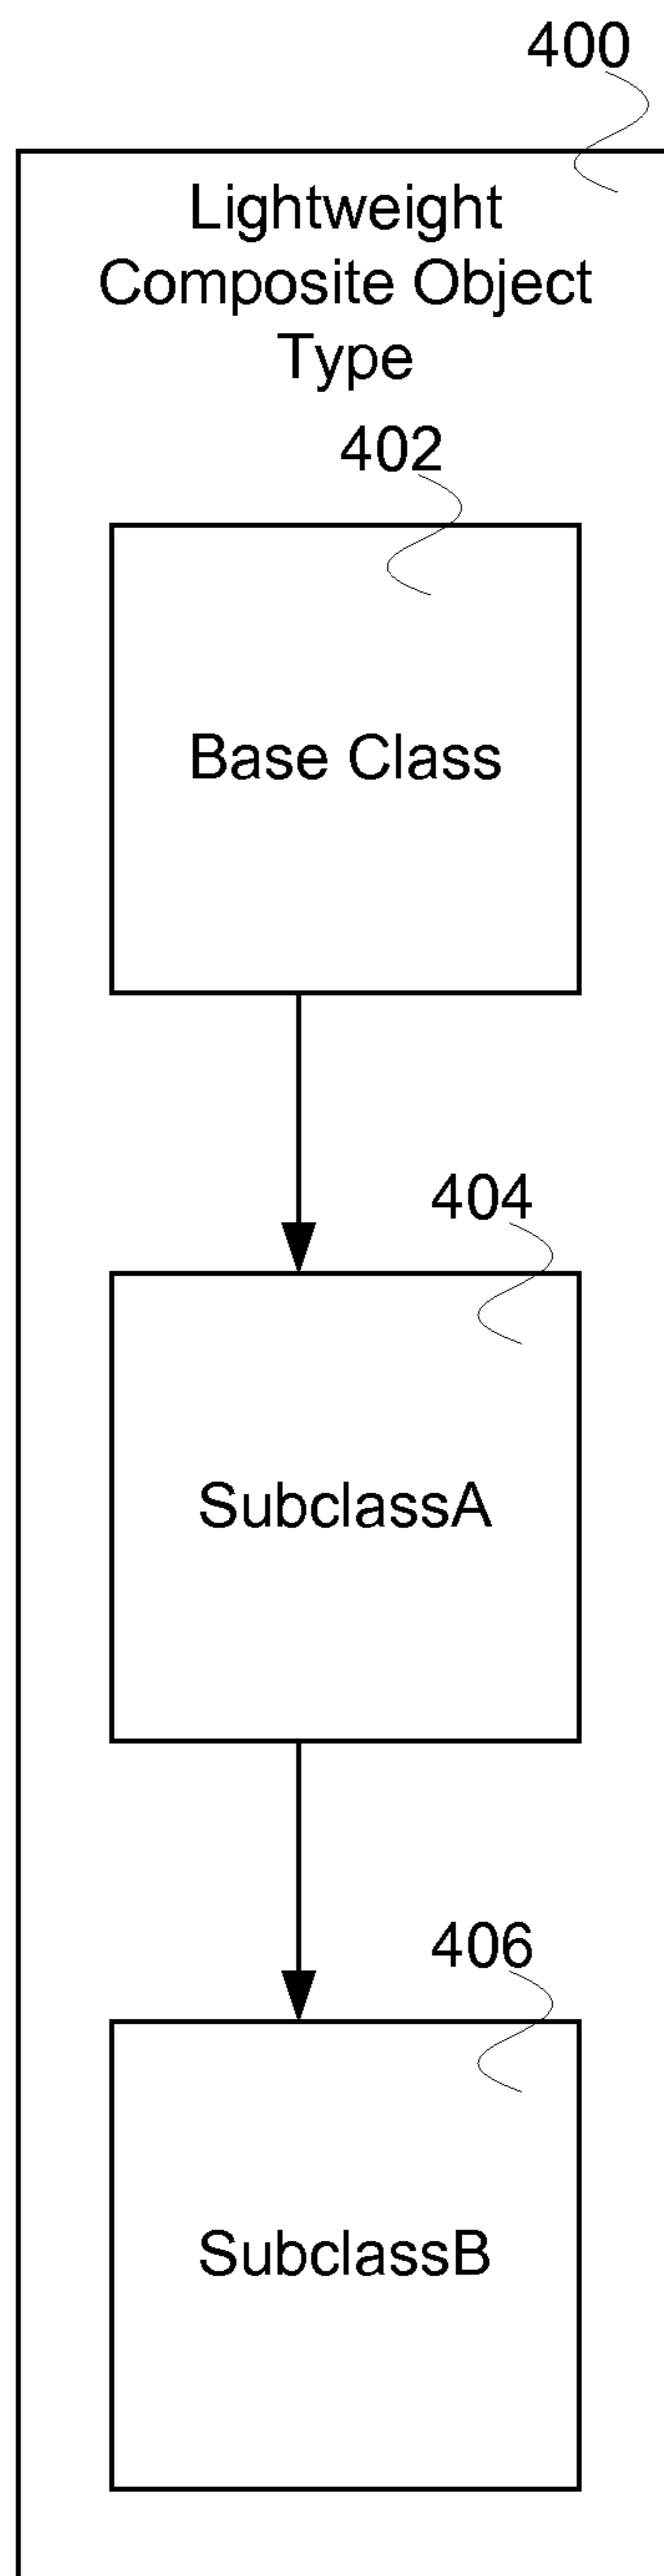 400
Lightweight
Composite Object
Type
402
Base Class
404
SubclassA
406
SubclassB